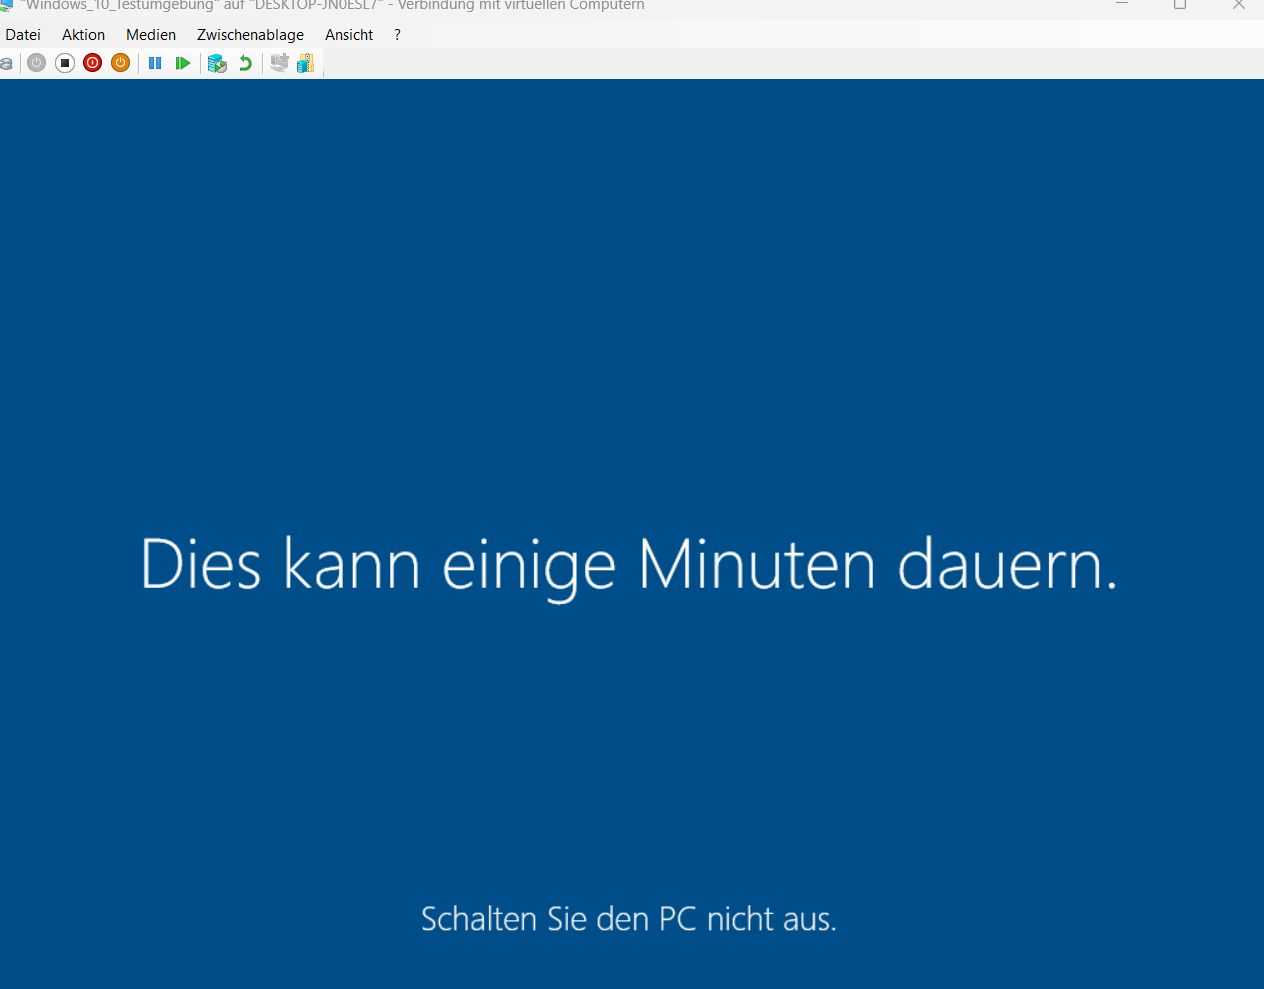 "Windows_10_Testumgebung" auf "DESKTOP-JN0ESL7" - Verbindung mit virtuellen Computern
Datei Aktion Medien Zwischenablage Ansicht ?
Dies kann einige Minuten dauern.
Schalten Sie den PC nicht aus.